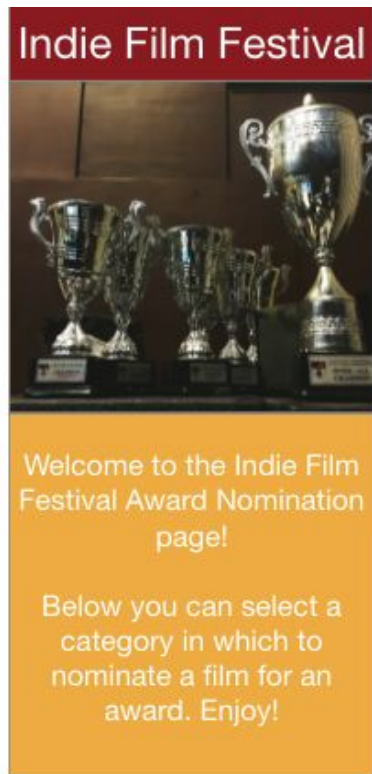 Indie Film Festival
Welcome to the Indie Film
Festival Award Nomination
page!
Below you can select a
category in which to
nominate a film for an
award. Enjoy!